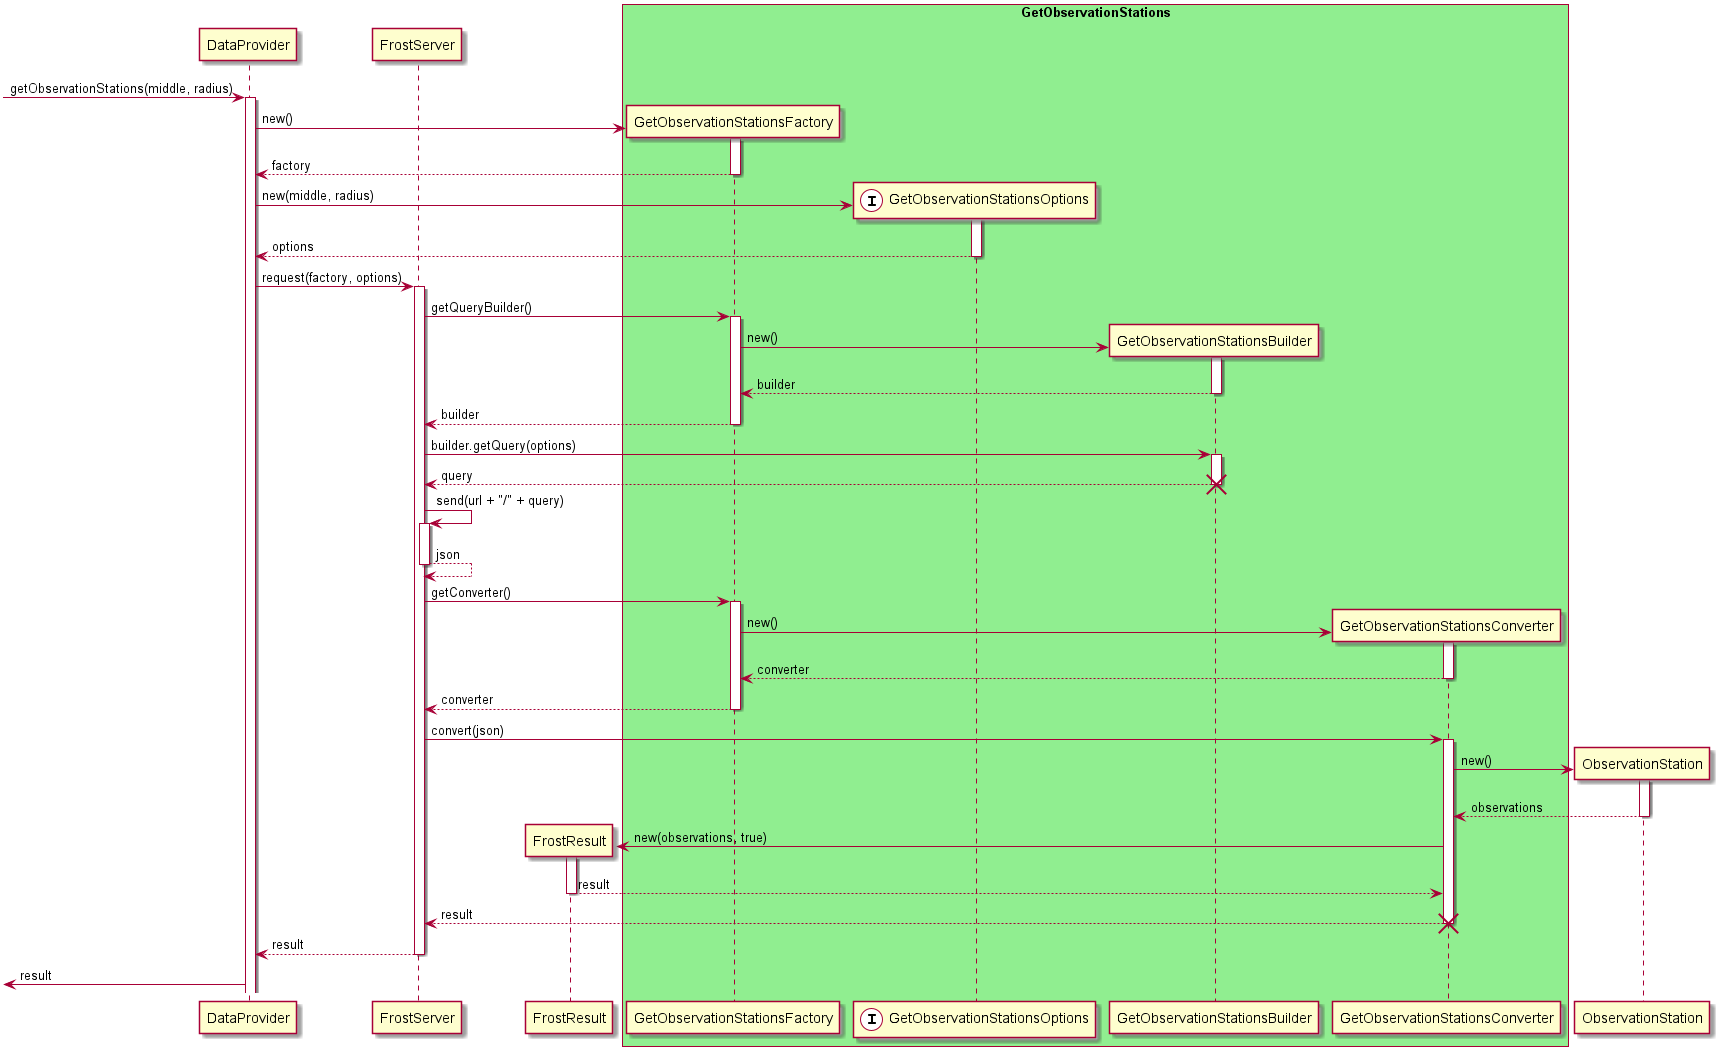 GetObservationStations
DataProvider
FrostServer
getObservationStations(middle, radius)
new()
GetObservationStationsFactory
factory
new(middle, radius)
I GetObservationStationsOptions
options
request(factory, options)
getQueryBuilder()
new()
GetObservationStationsBuilder
builder
builder
builder.getQuery(options)
query
send(url + "/" + query)
json
getConverter()
new()
GetObservationStationsConverter
converter
converter
convert(json)
new()
ObservationStation
observations
FrostResult
new(observations, true)
result
result
result
result
DataProvider
FrostServer
FrostResult
GetObservationStationsFactory
I GetObservationStationsOptions
GetObservationStationsBuilder
GetObservationStationsConverter
ObservationStation